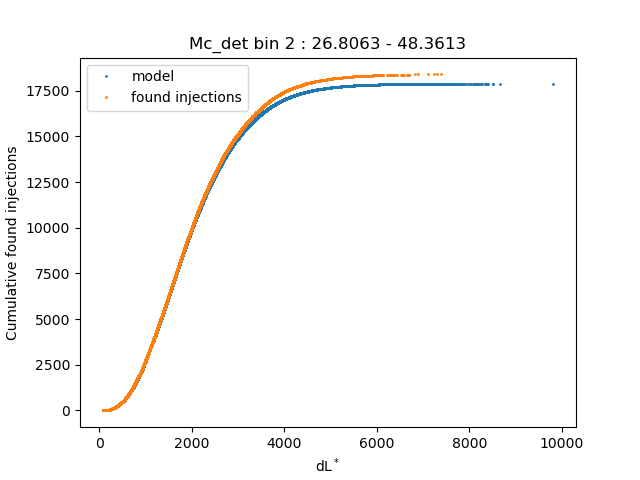 Mc_det bin 2 : 26.8063 - 48.3613
model
found injections
17500
15000
12500
10000
7500
5000
2500
0
Cumulative found injections
0 2000 4000 6000 8000 10000
dL*